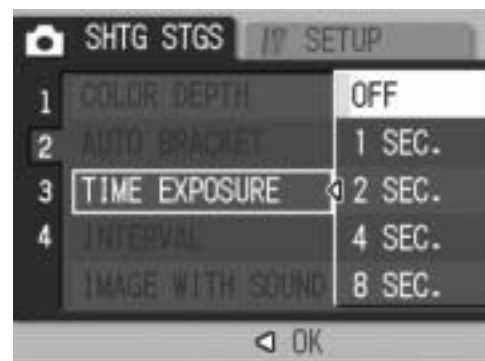 SHTG STGS SETUP
1 COLOR DEPTH OFF
2 AUTO BRACKET 1 SEC.
3 TIME EXPOSURE 2 SEC.
4 INTERVAL 4 SEC.
IMAGE WITH SOUND 8 SEC.
OK